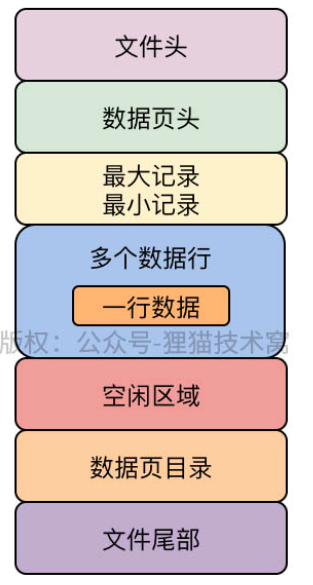 文件头
数据页头
最大记录
最小记录
多个数据行
一行数据
版权：公众号-狸猫技术窝
空闲区域
数据页目录
文件尾部